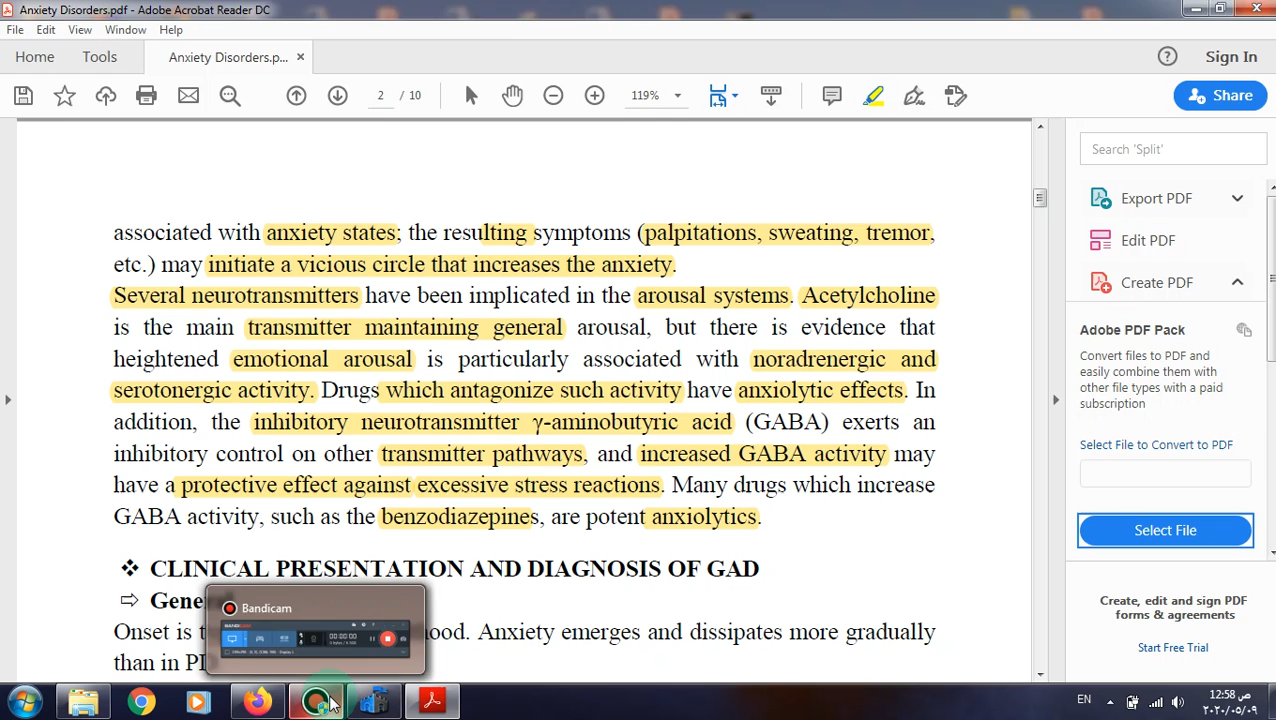 Anxiety Disorders.pdf - Adobe Acrobat Reader DC
File Edit View Window Help
Home Tools Anxiety Disorders.p... × Sign In
2 / 10 119% Share
associated with anxiety states; the resulting symptoms (palpitations, sweating, tremor,
etc.) may initiate a vicious circle that increases the anxiety.
Several neurotransmitters have been implicated in the arousal systems. Acetylcholine
is the main transmitter maintaining general arousal, but there is evidence that
heightened emotional arousal is particularly associated with noradrenergic and
serotonergic activity. Drugs which antagonize such activity have anxiolytic effects. In
addition, the inhibitory neurotransmitter γ-aminobutyric acid (GABA) exerts an
inhibitory control on other transmitter pathways, and increased GABA activity may
have a protective effect against excessive stress reactions. Many drugs which increase
GABA activity, such as the benzodiazepines, are potent anxiolytics.
❖ CLINICAL PRESENTATION AND DIAGNOSIS OF GAD
⇨ Gene
Onset is hood. Anxiety emerges and dissipates more gradually
than in P
Bandicam
BANDICAM
00:00:00
Search 'Split'
Export PDF
Edit PDF
Create PDF
Adobe PDF Pack
Convert files to PDF and
easily combine them with
other file types with a paid
subscription
Select File to Convert to PDF
Select File
Create, edit and sign PDF
forms & agreements
Start Free Trial
EN
12:58 ص
٢٠٢٠/٠٥/٠٩